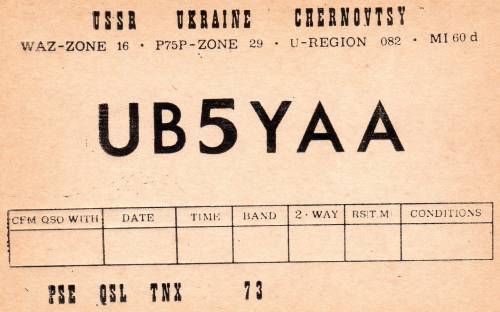 USSR UKRAINE CHERNOVTSY
WAZ-ZONE 16 · P75P-ZONE 29 · U-REGION 082 · MI 60 d
UB5YAA
CFM QSO WITH DATE TIME BAND 2·WAY RS(T,M) CONDITIONS
PSE QSL TNX 73